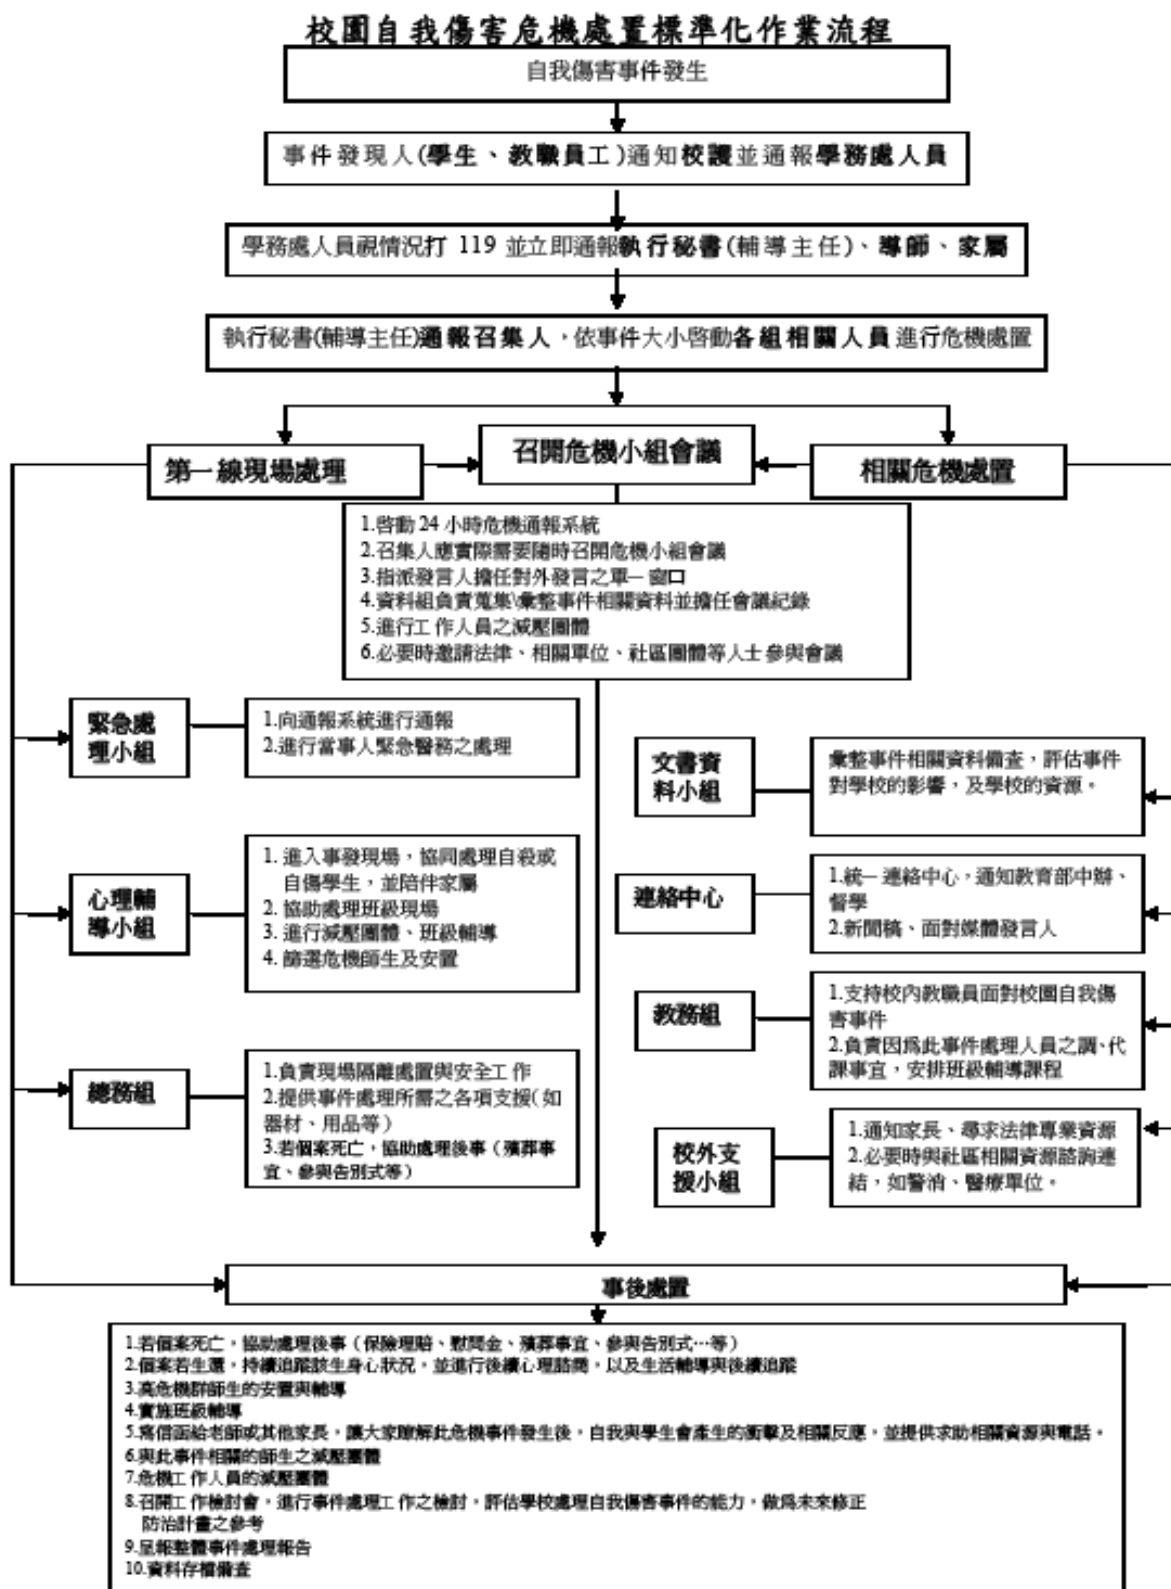 校園自我傷害危機處置標準化作業流程
自我傷害事件發生
事件發現人(學生、教職員工)通知校護並通報學務處人員
學務處人員視情況打 119 並立即通報執行秘書(輔導主任)、導師、家屬
執行秘書(輔導主任)通報召集人，依事件大小啓動各組相關人員進行危機處置
第一線現場處理
召開危機小組會議
相關危機處置
1.啓動 24 小時危機通報系統
2.召集人應實際需要隨時召開危機小組會議
3.指派發言人擔任對外發言之單一窗口
4.資料組負責蒐集\彙整事件相關資料並擔任會議紀錄
5.進行工作人員之減壓團體
6.必要時邀請法律、相關單位、社區團體等人士參與會議
緊急處
理小組
1.向通報系統進行通報
2.進行當事人緊急醫務之處理
心理輔
導小組
1. 進入事發現場，協同處理自殺或
自傷學生，並陪伴家屬
2. 協助處理班級現場
3. 進行減壓團體、班級輔導
4. 篩選危機師生及安置
總務組
1.負責現場隔離處置與安全工作
2.提供事件處理所需之各項支援(如
器材、用品等)
3.若個案死亡，協助處理後事（殯葬事
宜、參與告別式等）
文書資
料小組
彙整事件相關資料備查，評估事件
對學校的影響，及學校的資源。
連絡中心
1.統一連絡中心，通知教育部中辦、
督學
2.新聞稿、面對媒體發言人
教務組
1.支持校內教職員面對校園自我傷
害事件
2.負責因爲此事件處理人員之調、代
課事宜，安排班級輔導課程
校外支
援小組
1.通知家長、尋求法律專業資源
2.必要時與社區相關資源諮詢連
結，如警消、醫療單位。
事後處置
1.若個案死亡，協助處理後事（保險理賠、慰問金、殯葬事宜、參與告別式…等）
2.個案若生還，持續追蹤該生身心狀況，並進行後續心理諮商，以及生活輔導與後續追蹤
3.高危機群師生的安置與輔導
4.實施班級輔導
5.寫信函給老師或其他家長，讓大家瞭解此危機事件發生後，自我與學生會產生的衝擊及相關反應，並提供求助相關資源與電話。
6.與此事件相關的師生之減壓團體
7.危機工作人員的減壓團體
8.召開工作檢討會，進行事件處理工作之檢討，評估學校處理自我傷害事件的能力，做爲未來修正
防治計畫之參考
9.呈報整體事件處理報告
10.資料存檔備查